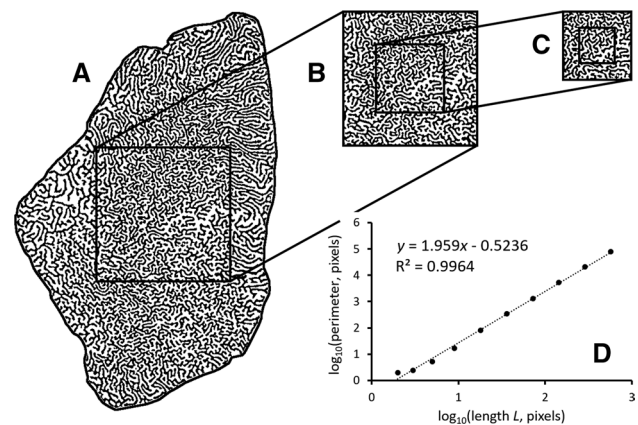 A
B
C
y = 1.959x - 0.5236
R² = 0.9964
log₁₀(perimeter, pixels)
6
5
4
3
2
1
0
D
0
1
2
3
log₁₀(length L, pixels)